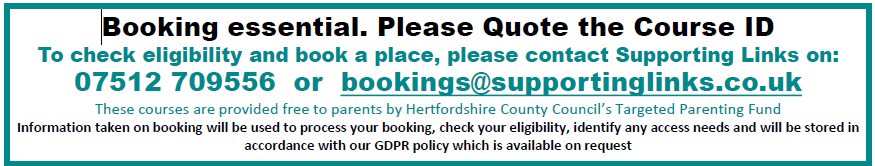 Booking essential. Please Quote the Course ID
To check eligibility and book a place, please contact Supporting Links on:
07512 709556 or bookings@supportinglinks.co.uk
These courses are provided free to parents by Hertfordshire County Council's Targeted Parenting Fund
Information taken on booking will be used to process your booking, check your eligibility, identify any access needs and will be stored in
accordance with our GDPR policy which is available on request